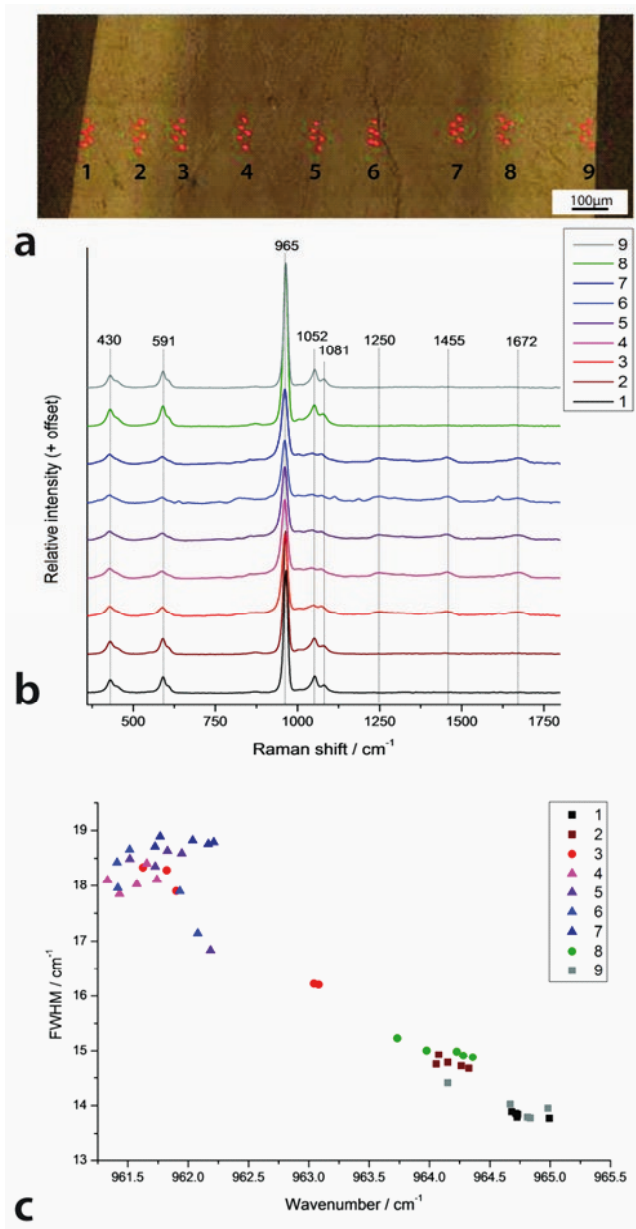 1 2 3 4 5 6 7 8 9
100µm
a
965
9
8
7
6
5
4
3
2
1
430 591 1052 1081 1250 1455 1672
Relative intensity (+ offset)
500 750 1000 1250 1500 1750
Raman shift / cm-1
b
19
18
17
16
15
14
13
FWHM / cm-1
1
2
3
4
5
6
7
8
9
961.5 962.0 962.5 963.0 963.5 964.0 964.5 965.0 965.5
Wavenumber / cm-1
c